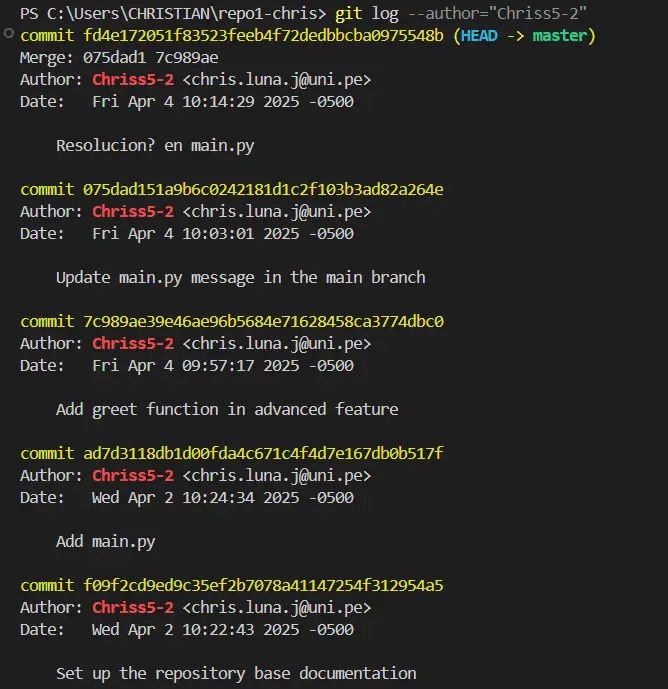 PS C:\Users\CHRISTIAN\repo1-chris> git log --author="Chriss5-2"
commit fd4e172051f83523feeb4f72dedbbcba0975548b (HEAD -> master)
Merge: 075dad1 7c989ae
Author: Chriss5-2 <chris.luna.j@uni.pe>
Date:   Fri Apr 4 10:14:29 2025 -0500
Resolucion? en main.py
commit 075dad151a9b6c0242181d1c2f103b3ad82a264e
Author: Chriss5-2 <chris.luna.j@uni.pe>
Date:   Fri Apr 4 10:03:01 2025 -0500
Update main.py message in the main branch
commit 7c989ae39e46ae96b5684e71628458ca3774dbc0
Author: Chriss5-2 <chris.luna.j@uni.pe>
Date:   Fri Apr 4 09:57:17 2025 -0500
Add greet function in advanced feature
commit ad7d3118db1d00fda4c671c4f4d7e167db0b517f
Author: Chriss5-2 <chris.luna.j@uni.pe>
Date:   Wed Apr 2 10:24:34 2025 -0500
Add main.py
commit f09f2cd9ed9c35ef2b7078a41147254f312954a5
Author: Chriss5-2 <chris.luna.j@uni.pe>
Date:   Wed Apr 2 10:22:43 2025 -0500
Set up the repository base documentation